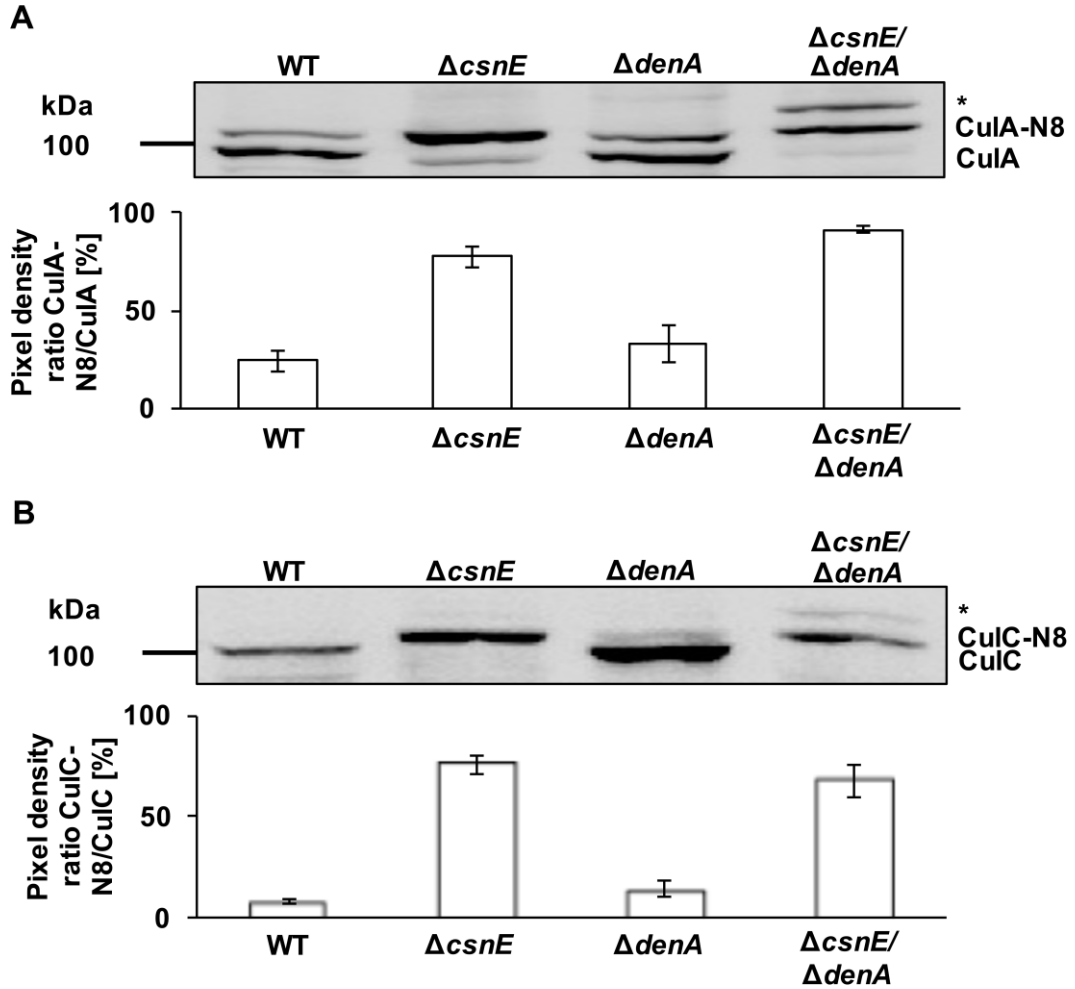 A
WT ΔcsnE ΔdenA ΔcsnE/
ΔdenA
kDa
100
*
CulA-N8
CulA
Pixel density
ratio CulA-
N8/CulA [%]
100
50
0
WT ΔcsnE ΔdenA ΔcsnE/
ΔdenA
B
WT ΔcsnE ΔdenA ΔcsnE/
ΔdenA
kDa
100
*
CulC-N8
CulC
Pixel density
ratio CulC-
N8/CulC [%]
100
50
0
WT ΔcsnE ΔdenA ΔcsnE/
ΔdenA